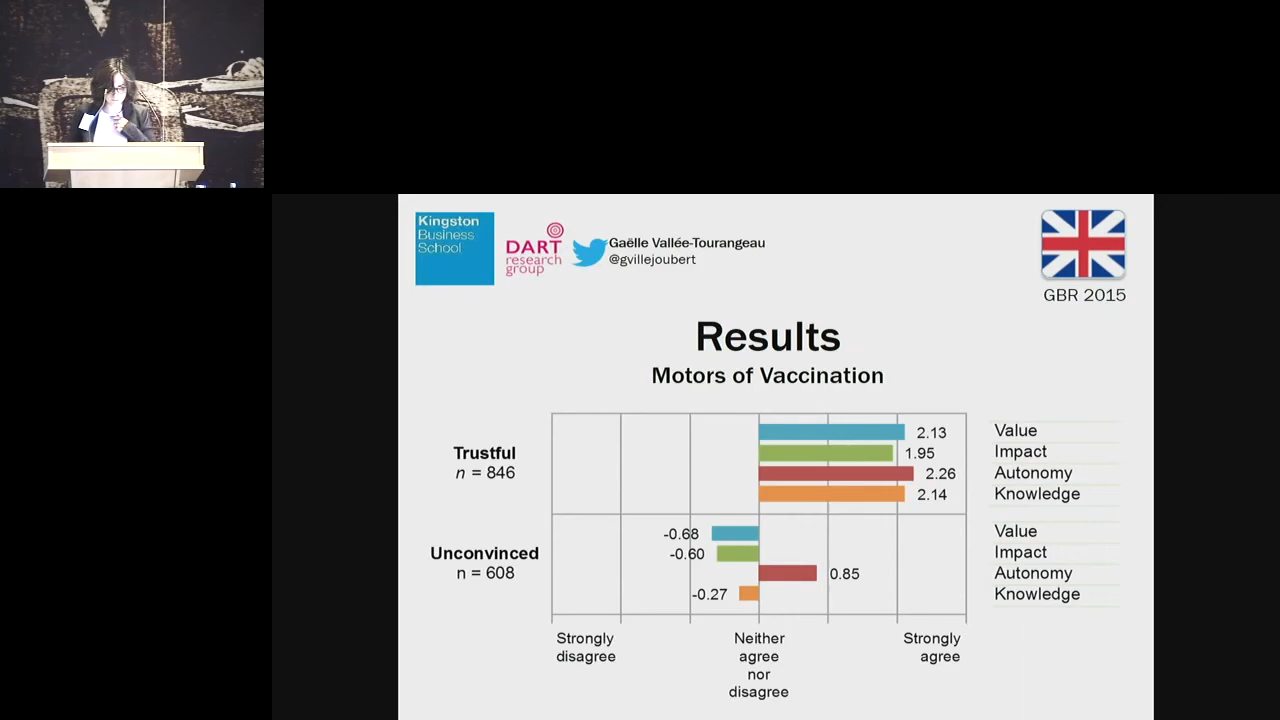 Kingston
Business
School
DART
research
group
Gaëlle Vallée-Tourangeau
@gvillejoubert
GBR 2015
Results
Motors of Vaccination
Trustful
n = 846
2.13
1.95
2.26
2.14
Value
Impact
Autonomy
Knowledge
Unconvinced
n = 608
-0.68
-0.60
0.85
-0.27
Value
Impact
Autonomy
Knowledge
Strongly
disagree
Neither
agree
nor
disagree
Strongly
agree